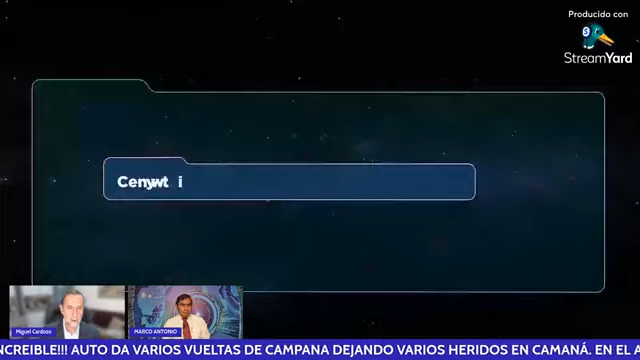 Producido con
StreamYard
Miguel Cardozo
MARCO ANTONIO
NCREIBLE!!! AUTO DA VARIOS VUELTAS DE CAMPANA DEJANDO VARIOS HERIDOS EN CAMANÁ. EN EL A